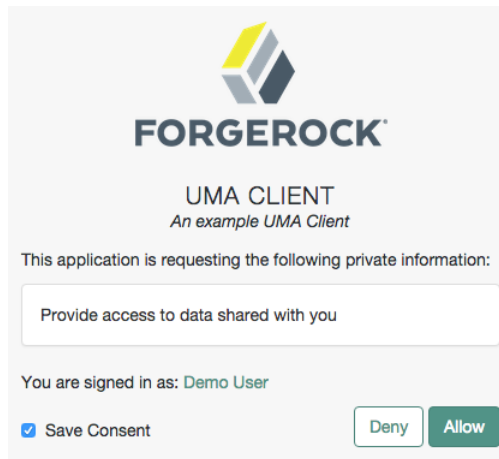 FORGEROCK
UMA CLIENT
An example UMA Client
This application is requesting the following private information:
Provide access to data shared with you
You are signed in as: Demo User
Save Consent
Deny
Allow